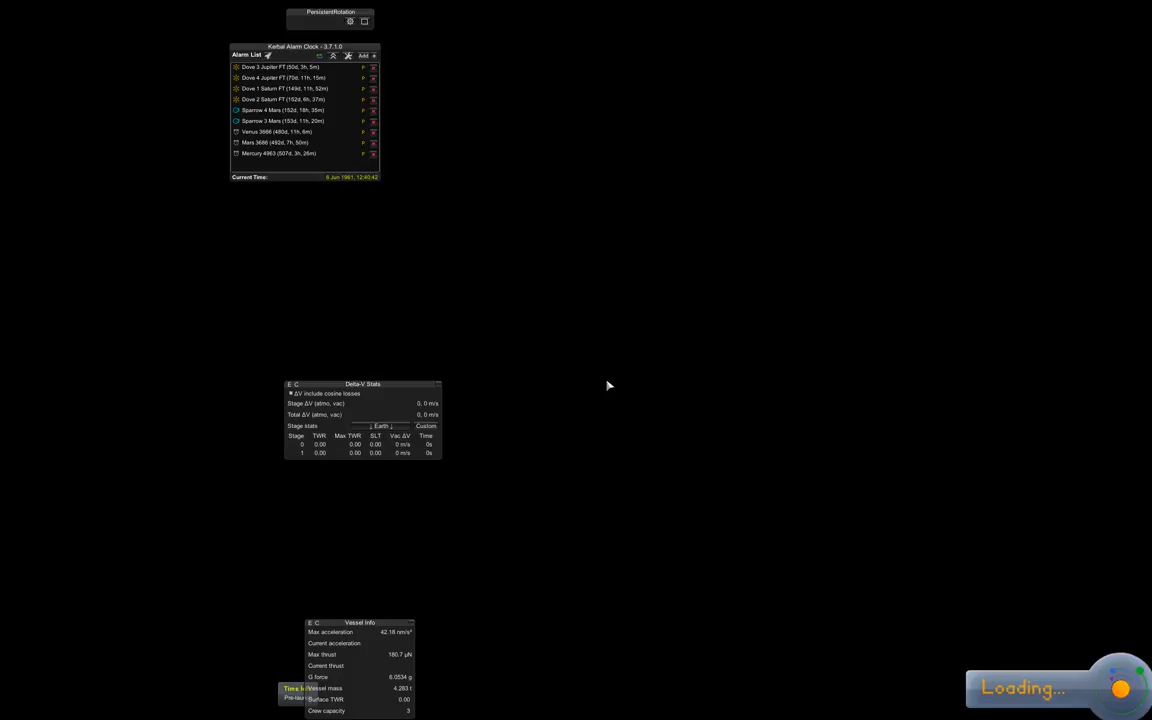 PersistentRotation
Kerbal Alarm Clock - 3.7.1.0
Alarm List
Add +
Dove 3 Jupiter FT (50d, 3h, 5m) P
Dove 4 Jupiter FT (70d, 11h, 15m) P
Dove 1 Saturn FT (149d, 11h, 52m) P
Dove 2 Saturn FT (152d, 6h, 37m) P
Sparrow 4 Mars (152d, 18h, 35m) P
Sparrow 3 Mars (153d, 11h, 20m) P
Venus 3666 (480d, 11h, 6m) P
Mars 3686 (492d, 7h, 50m) P
Mercury 4963 (507d, 3h, 26m) P
Current Time: 6 Jun 1961, 12:40:42
E C Delta-V Stats
ΔV include cosine losses
Stage ΔV (atmo, vac) 0, 0 m/s
Total ΔV (atmo, vac) 0, 0 m/s
Stage stats ↓ Earth ↓ Custom
Stage TWR Max TWR SLT Vac ΔV Time
0 0.00 0.00 0.00 0 m/s 0s
1 0.00 0.00 0.00 0 m/s 0s
E C Vessel Info
Max acceleration 42.18 nm/s²
Current acceleration
Max thrust 180.7 µN
Current thrust
G force 6.0534 g
Vessel mass 4.283 t
Surface TWR 0.00
Crew capacity 3
Time
Loading...